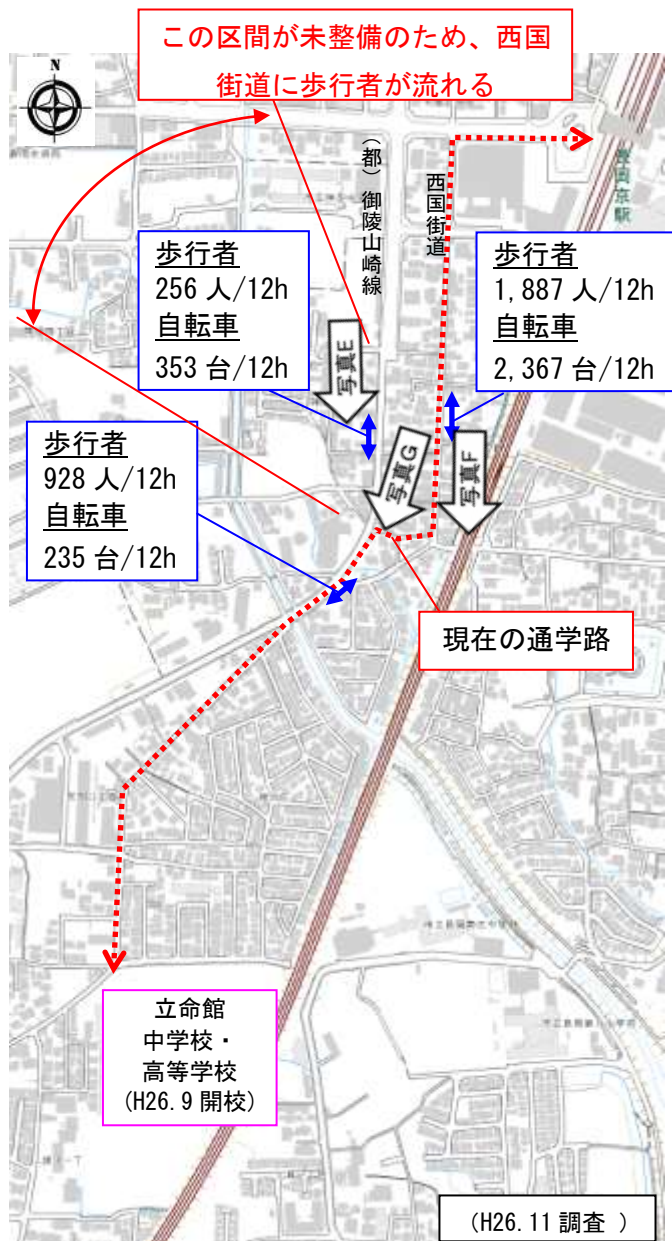 この区間が未整備のため、西国
街道に歩行者が流れる
N
(都)御陵山崎線
西国街道
長岡京駅
歩行者
256 人/12h
自転車
353 台/12h
歩行者
1,887 人/12h
自転車
2,367 台/12h
写真E
写真G
写真F
歩行者
928 人/12h
自転車
235 台/12h
現在の通学路
立命館
中学校・
高等学校
(H26.9 開校)
(H26.11 調査 )